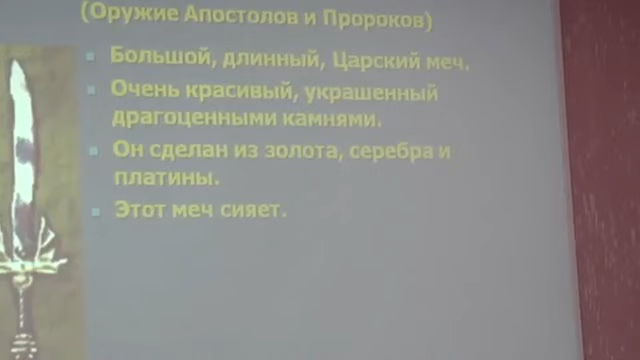 (Оружие Апостолов и Пророков)
Большой, длинный, Царский меч.
Очень красивый, украшенный
драгоценными камнями.
Он сделан из золота, серебра и
платины.
Этот меч сияет.